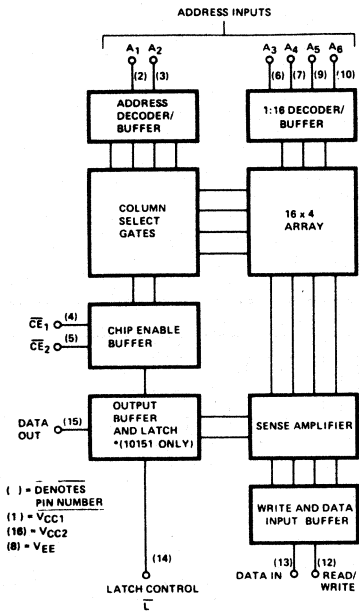 ADDRESS INPUTS
A1 A2 A3 A4 A5 A6
(2) (3) (6) (7) (9) (10)
ADDRESS
DECODER/
BUFFER
1:16 DECODER/
BUFFER
COLUMN
SELECT
GATES
16 x 4
ARRAY
CE1 (4)
CE2 (5)
CHIP ENABLE
BUFFER
DATA
OUT
(15)
OUTPUT
BUFFER
AND LATCH
*(10151 ONLY)
SENSE AMPLIFIER
WRITE AND DATA
INPUT BUFFER
( ) = DENOTES
PIN NUMBER
(1) = VCC1
(16) = VCC2
(8) = VEE
(14)
LATCH CONTROL
L
(13) (12)
DATA IN
READ/
WRITE